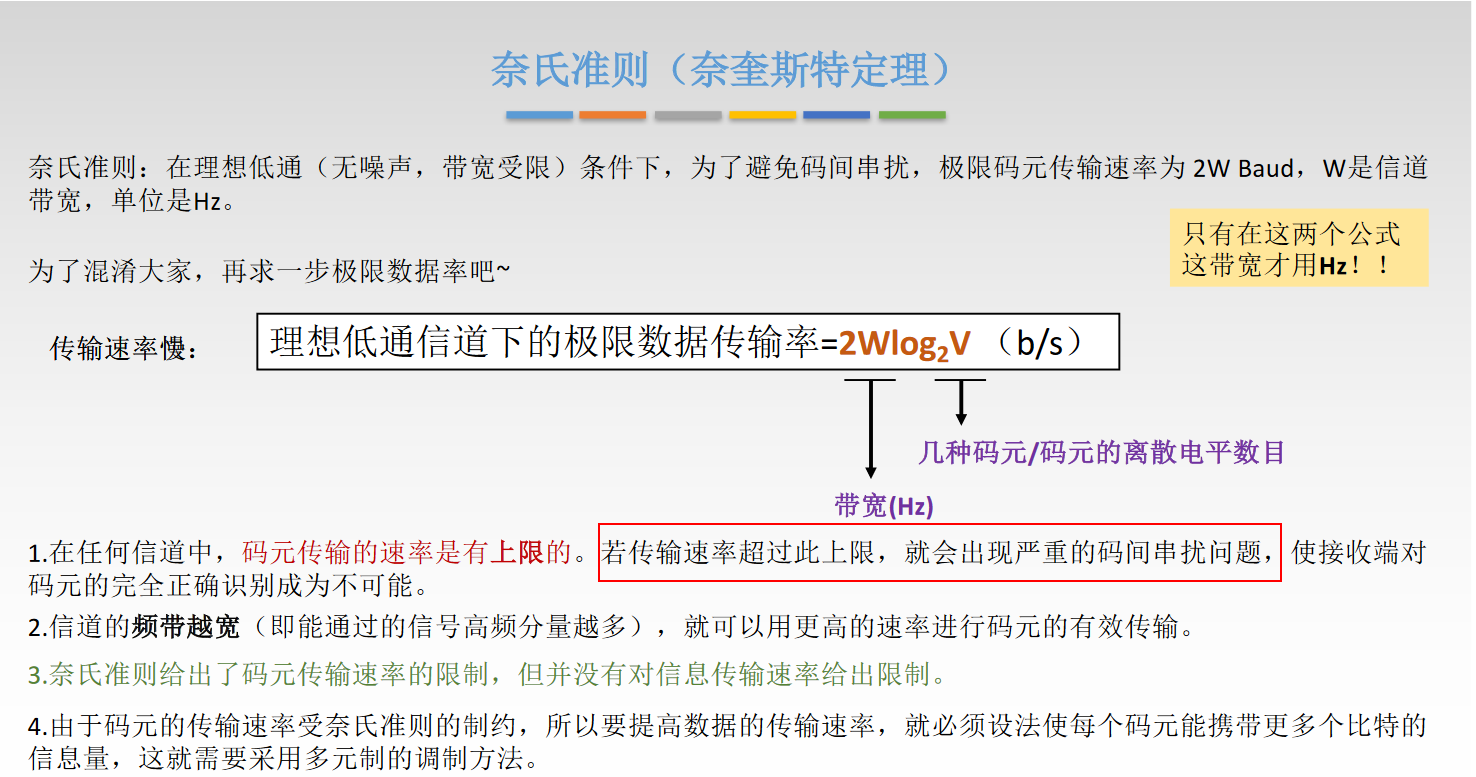 奈氏准则（奈奎斯特定理）
奈氏准则：在理想低通（无噪声，带宽受限）条件下，为了避免码间串扰，极限码元传输速率为 2W Baud，W是信道
带宽，单位是Hz。
只有在这两个公式
这带宽才用Hz！！
为了混淆大家，再求一步极限数据率吧~
传输速率慢：
理想低通信道下的极限数据传输率=2Wlog₂V （b/s）
几种码元/码元的离散电平数目
带宽(Hz)
1.在任何信道中，码元传输的速率是有上限的。若传输速率超过此上限，就会出现严重的码间串扰问题，使接收端对
码元的完全正确识别成为不可能。
2.信道的频带越宽（即能通过的信号高频分量越多），就可以用更高的速率进行码元的有效传输。
3.奈氏准则给出了码元传输速率的限制，但并没有对信息传输速率给出限制。
4.由于码元的传输速率受奈氏准则的制约，所以要提高数据的传输速率，就必须设法使每个码元能携带更多个比特的
信息量，这就需要采用多元制的调制方法。